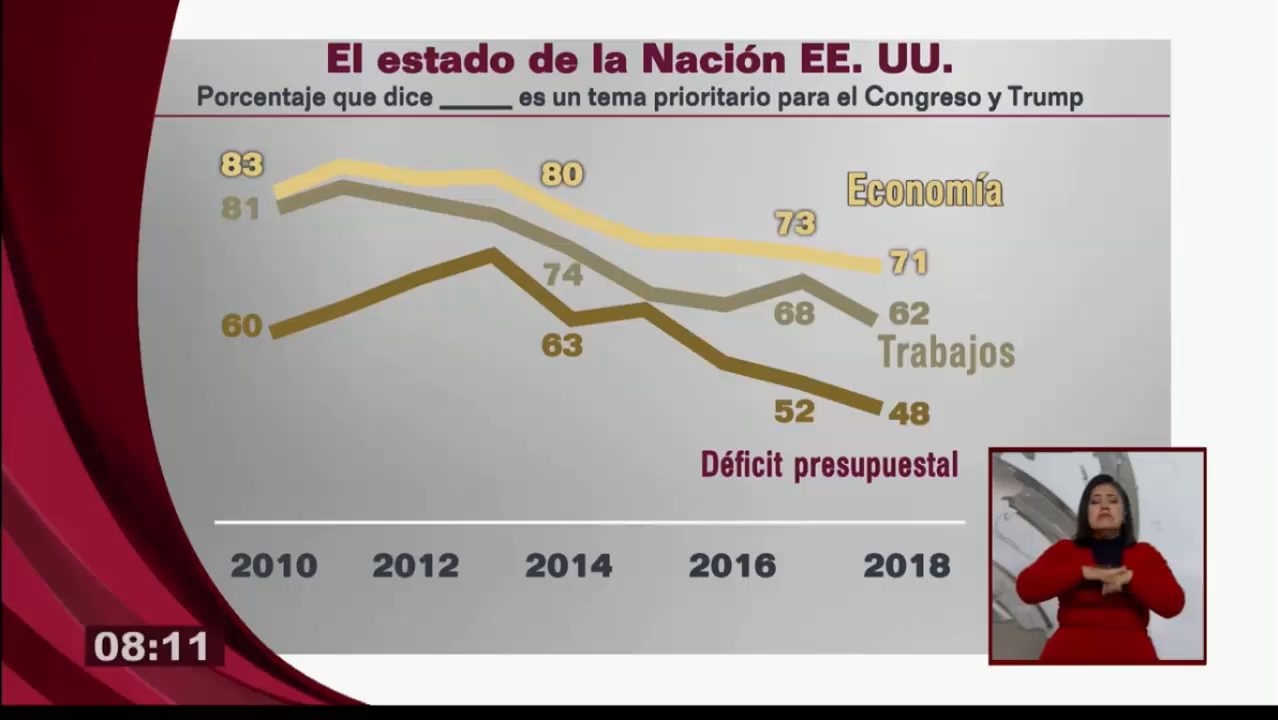 El estado de la Nación EE. UU.
Porcentaje que dice _____ es un tema prioritario para el Congreso y Trump
83
80
Economía
81
73
71
74
68
62
60
63
Trabajos
52
48
Déficit presupuestal
2010 2012 2014 2016 2018
08:11